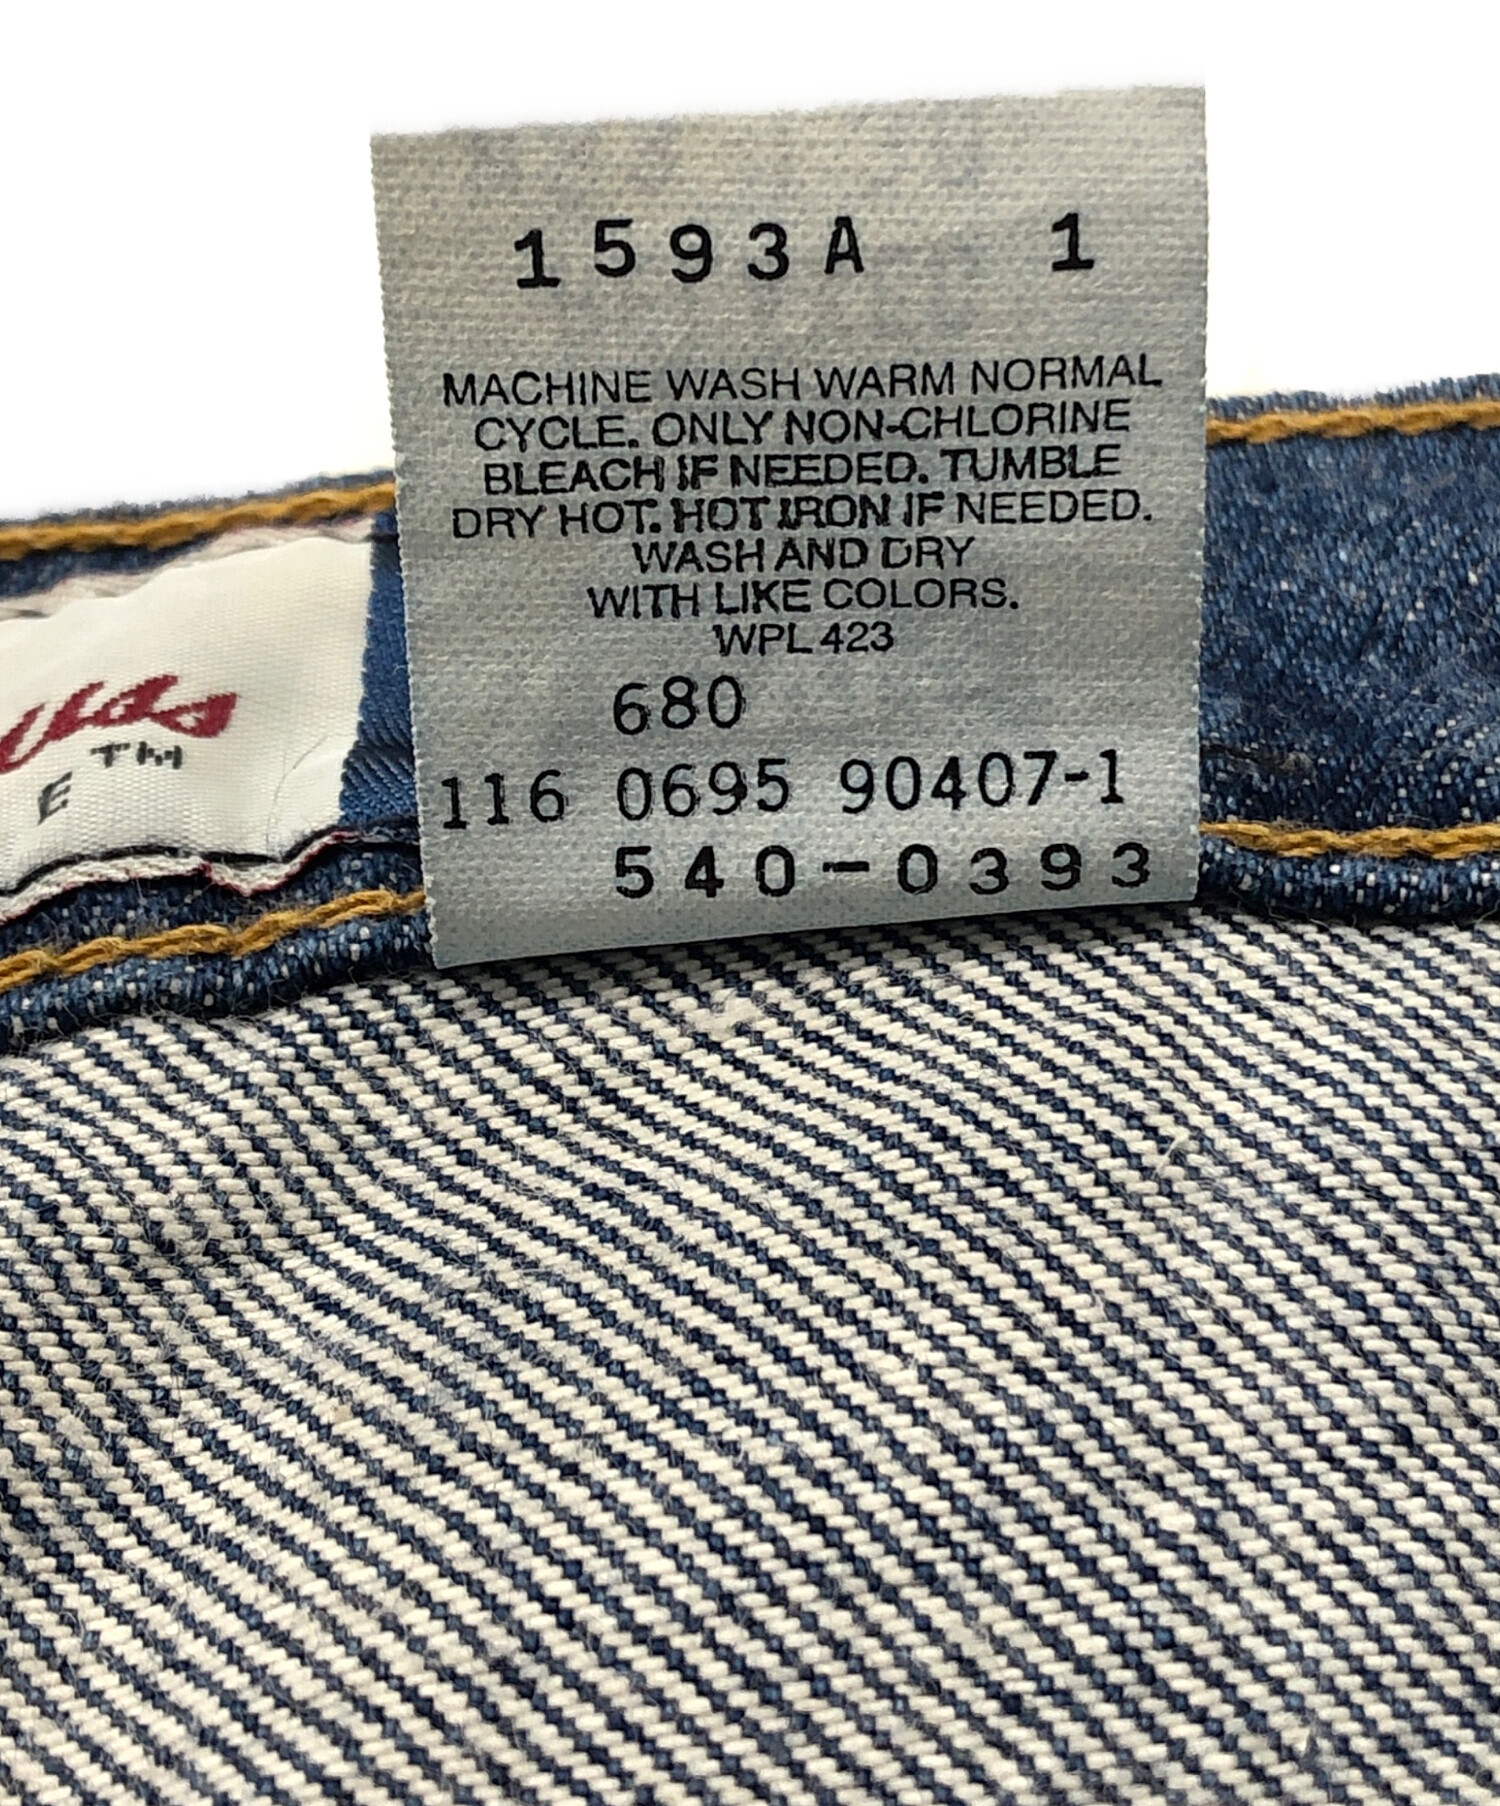 1593A 1
MACHINE WASH WARM NORMAL
CYCLE. ONLY NON-CHLORINE
BLEACH IF NEEDED. TUMBLE
DRY HOT. HOT IRON IF NEEDED.
WASH AND DRY
WITH LIKE COLORS.
WPL 423
680
116 0695 90407-1
540-0393
TM
E